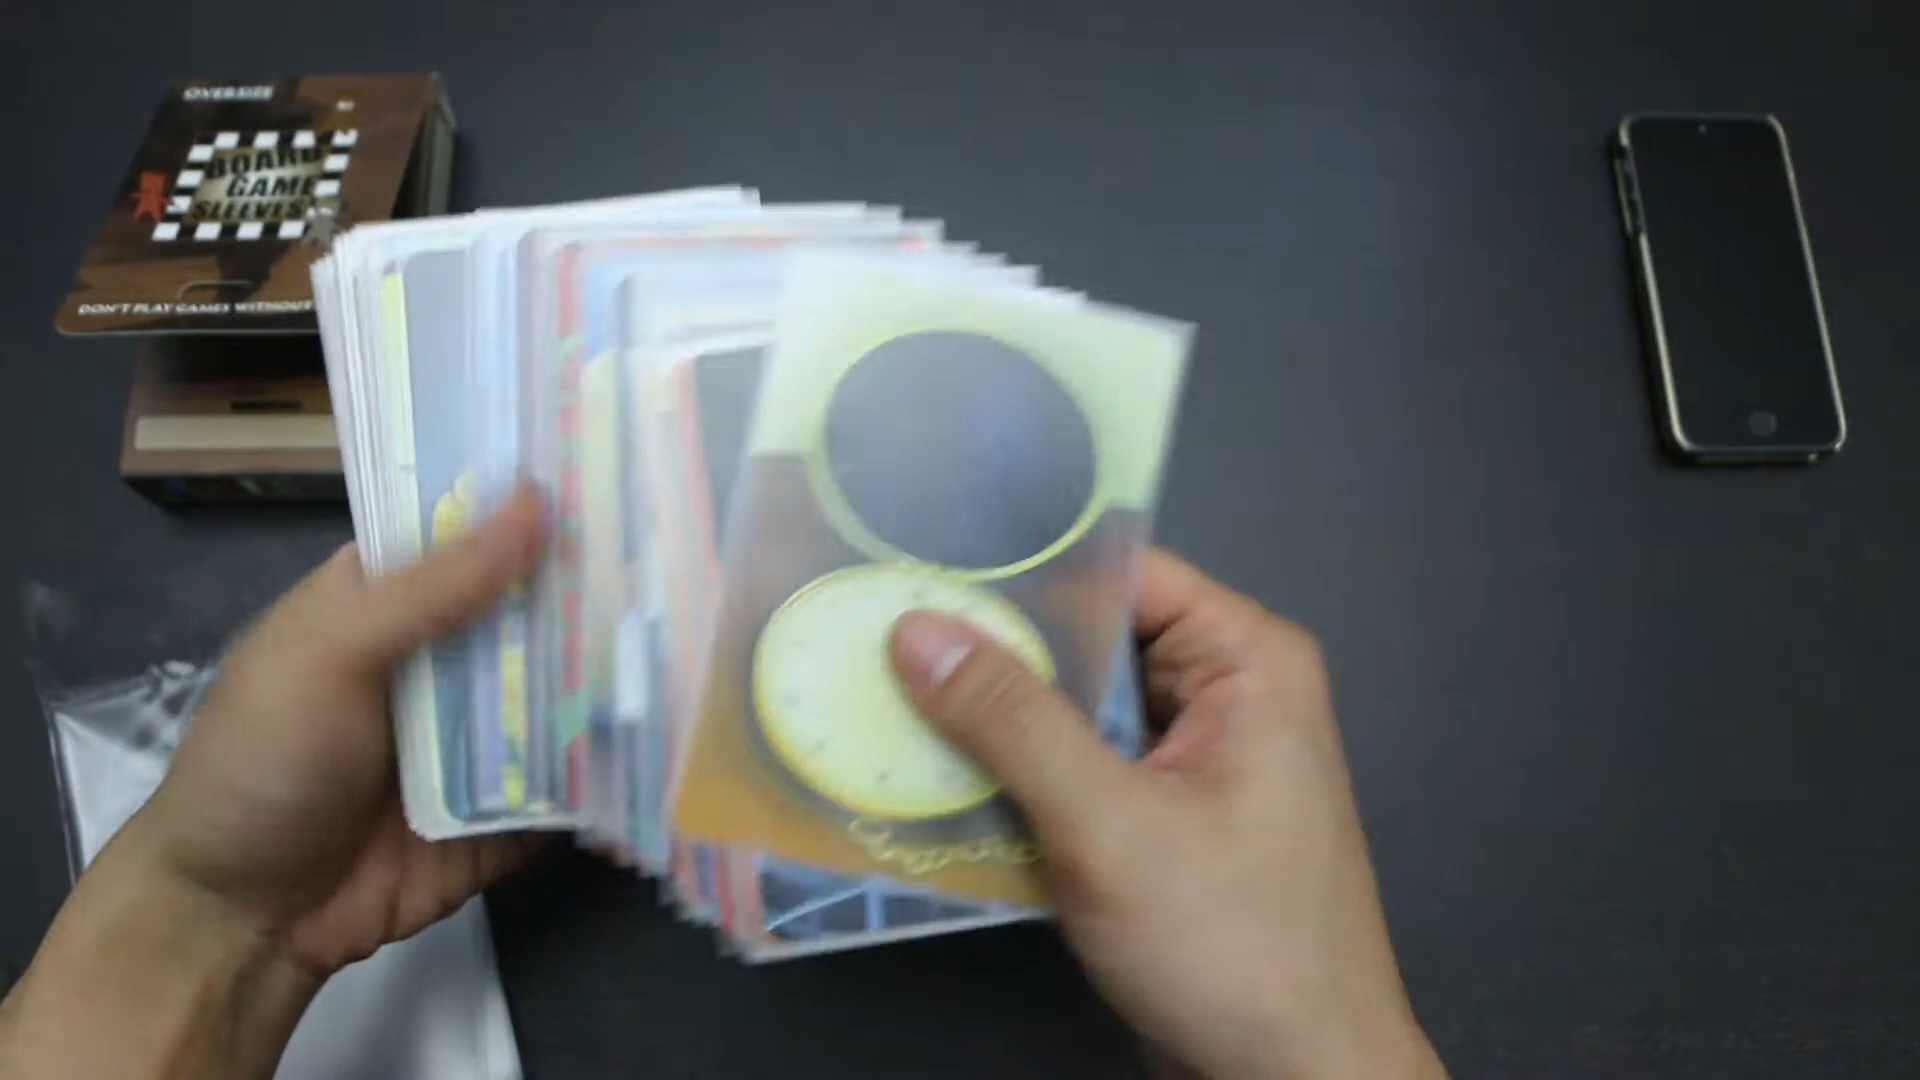 OVERSIZE
BOARD
GAME
SLEEVES
DON'T PLAY GAMES WITHOUT